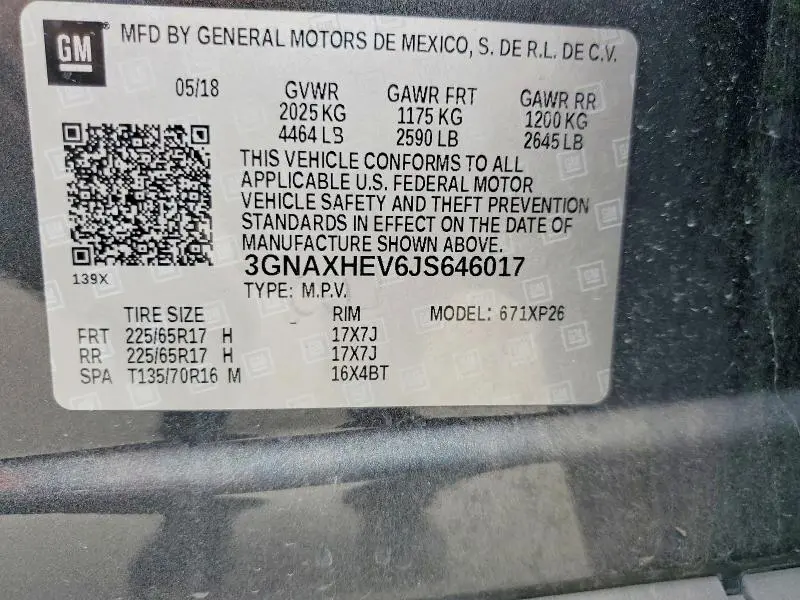 GM
MFD BY GENERAL MOTORS DE MEXICO, S. DE R.L. DE C.V.
05/18 GVWR GAWR FRT GAWR RR
2025 KG 1175 KG 1200 KG
4464 LB 2590 LB 2645 LB
THIS VEHICLE CONFORMS TO ALL
APPLICABLE U.S. FEDERAL MOTOR
VEHICLE SAFETY AND THEFT PREVENTION
STANDARDS IN EFFECT ON THE DATE OF
MANUFACTURE SHOWN ABOVE.
139X
3GNAXHEV6JS646017
TYPE: M.P.V.
TIRE SIZE RIM MODEL: 671XP26
FRT 225/65R17 H 17X7J
RR 225/65R17 H 17X7J
SPA T135/70R16 M 16X4BT